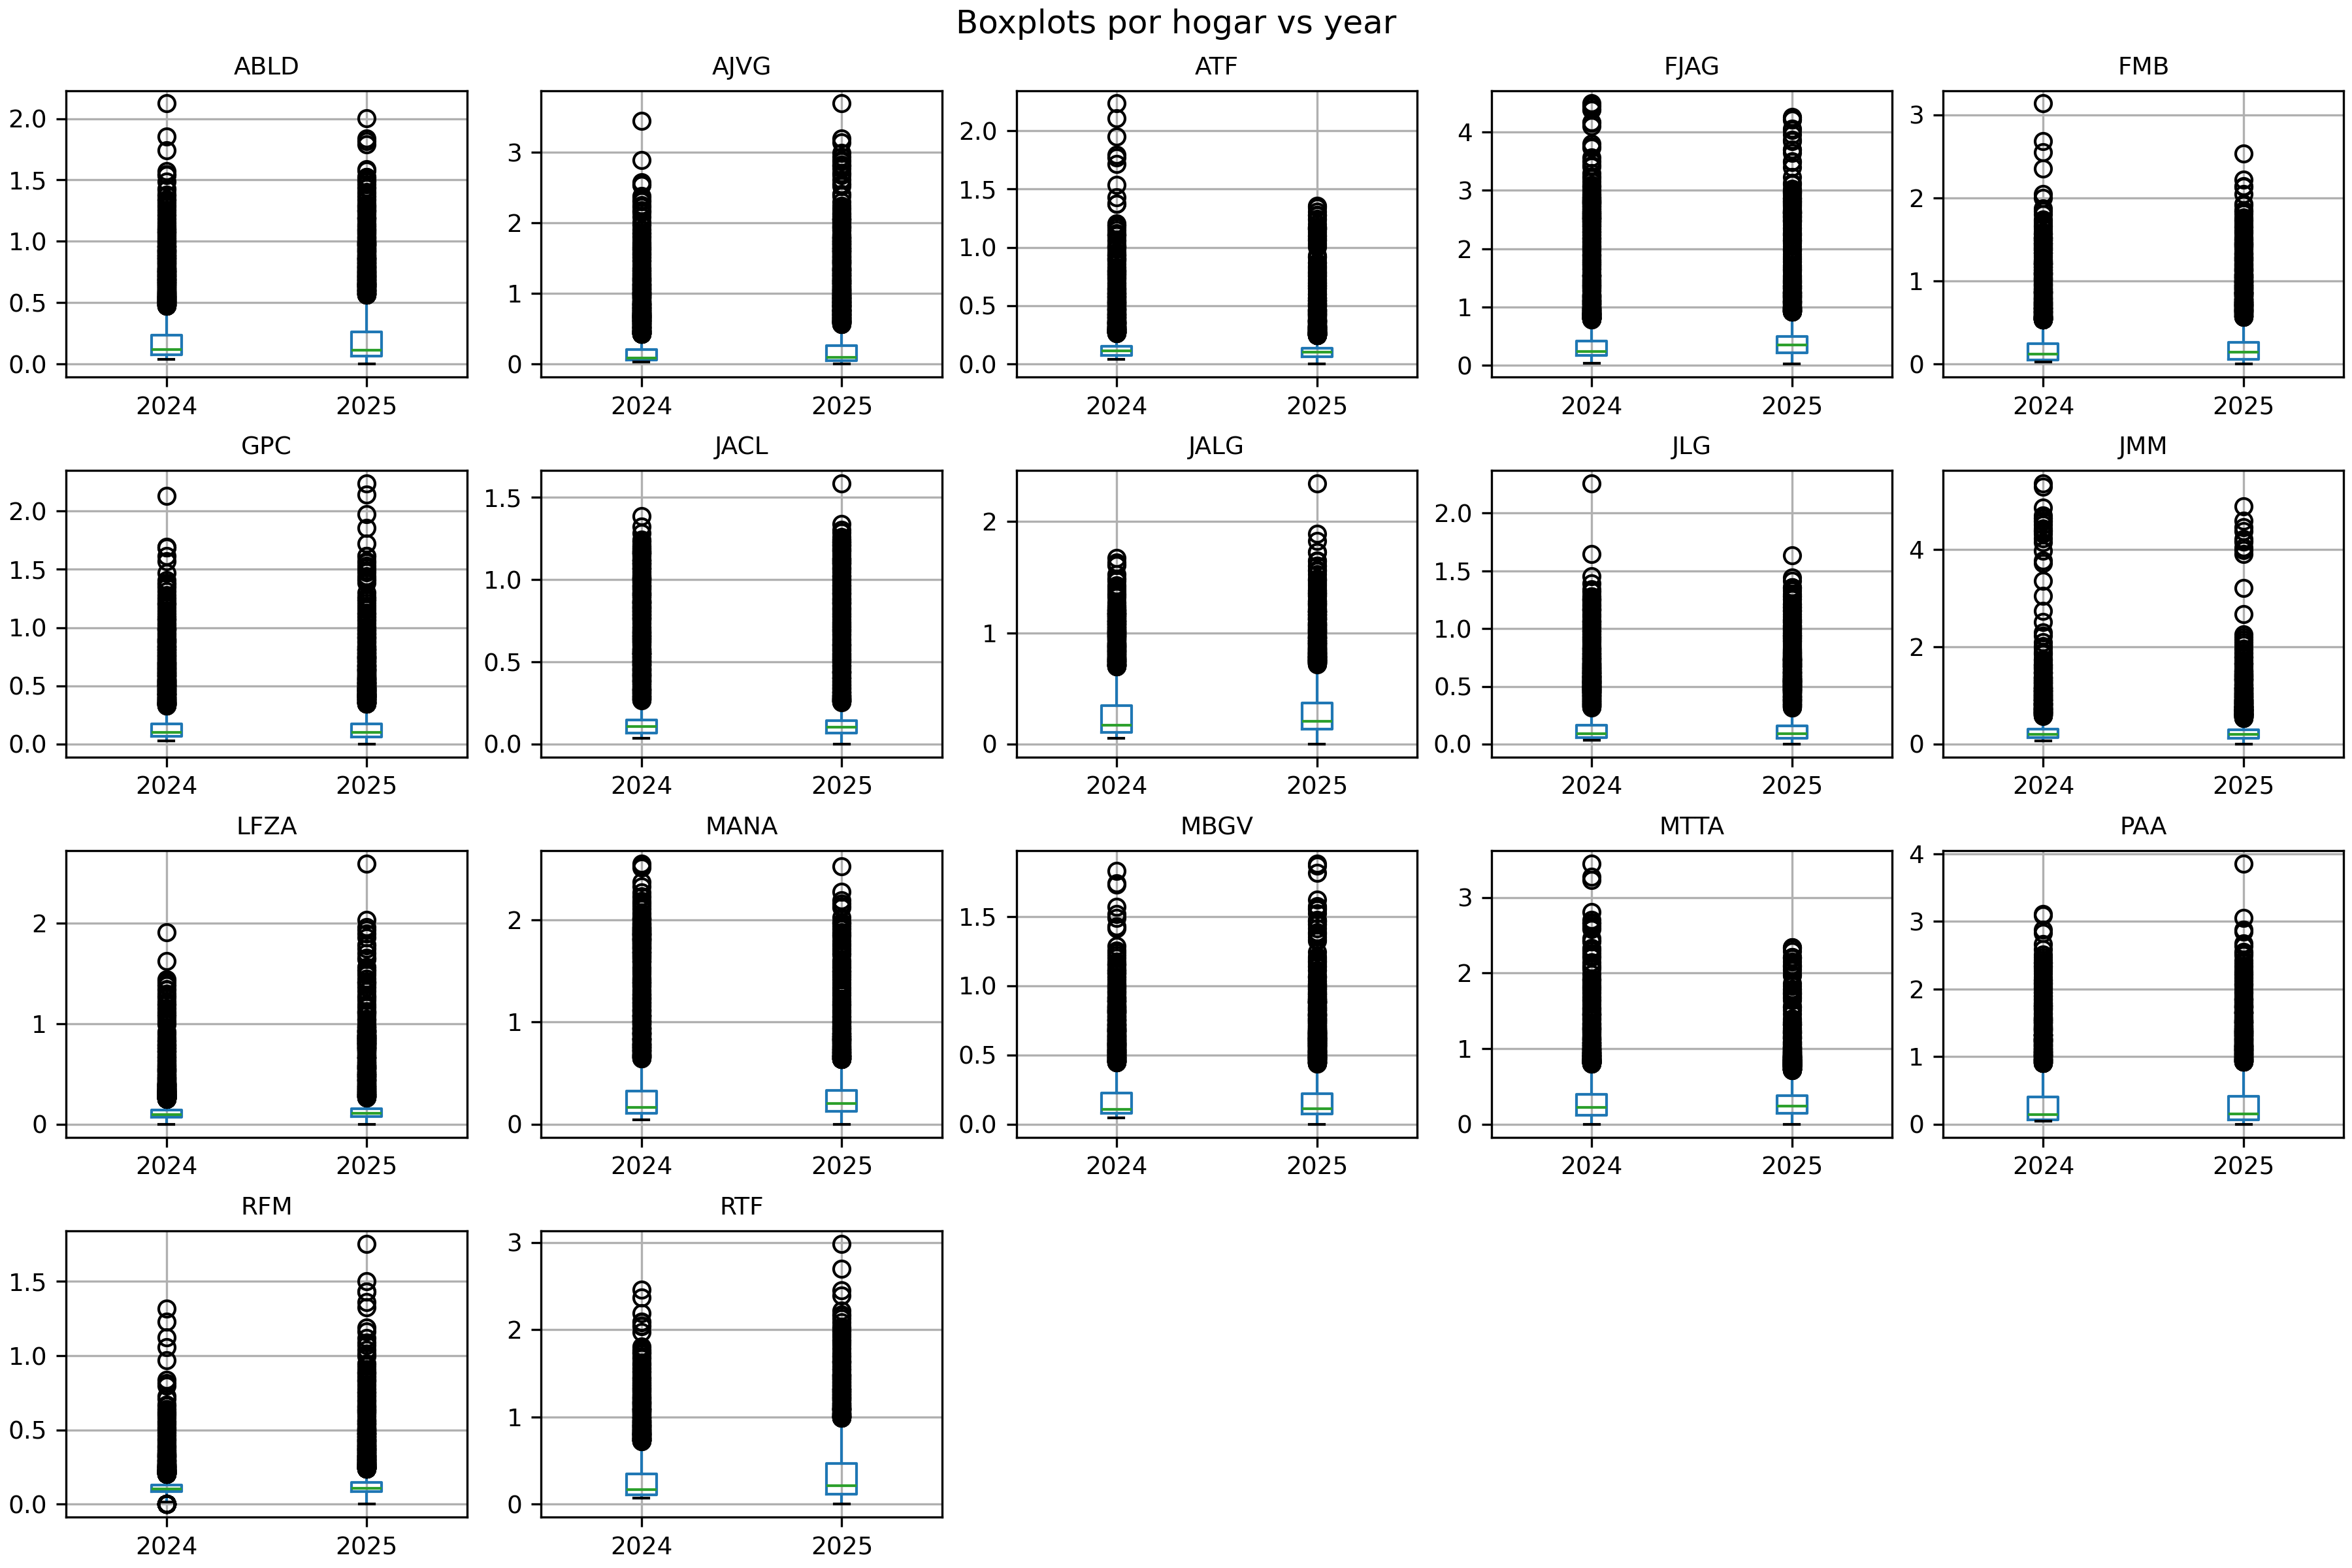 Boxplots por hogar vs year
ABLD AJVG ATF FJAG FMB
2.0 1.5 1.0 0.5 0.0
3 2 1 0
2.0 1.5 1.0 0.5 0.0
4 3 2 1 0
3 2 1 0
2024 2025 2024 2025 2024 2025 2024 2025 2024 2025
GPC JACL JALG JLG JMM
2.0 1.5 1.0 0.5 0.0
1.5 1.0 0.5 0.0
2 1 0
2.0 1.5 1.0 0.5 0.0
4 2 0
2024 2025 2024 2025 2024 2025 2024 2025 2024 2025
LFZA MANA MBGV MTTA PAA
2 1 0
2 1 0
1.5 1.0 0.5 0.0
3 2 1 0
4 3 2 1 0
2024 2025 2024 2025 2024 2025 2024 2025 2024 2025
RFM RTF
1.5 1.0 0.5 0.0
3 2 1 0
2024 2025 2024 2025